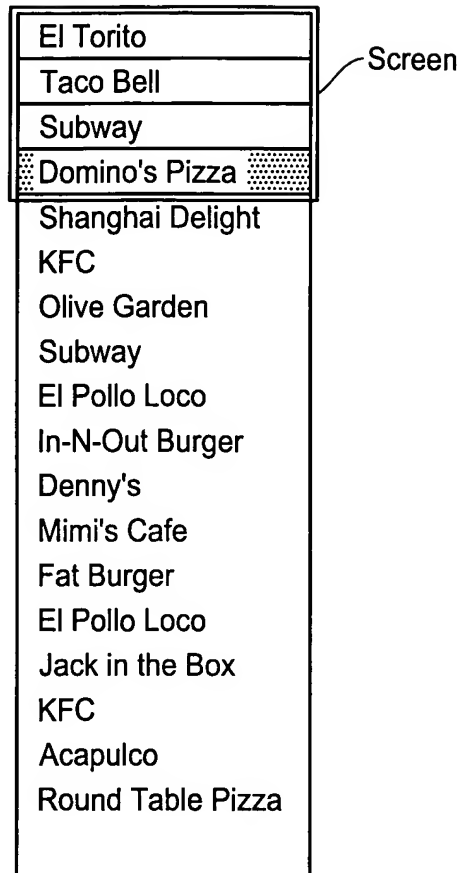 El Torito
Screen
Taco Bell
Subway
Domino's Pizza
Shanghai Delight
KFC
Olive Garden
Subway
El Pollo Loco
In-N-Out Burger
Denny's
Mimi's Cafe
Fat Burger
El Pollo Loco
Jack in the Box
KFC
Acapulco
Round Table Pizza